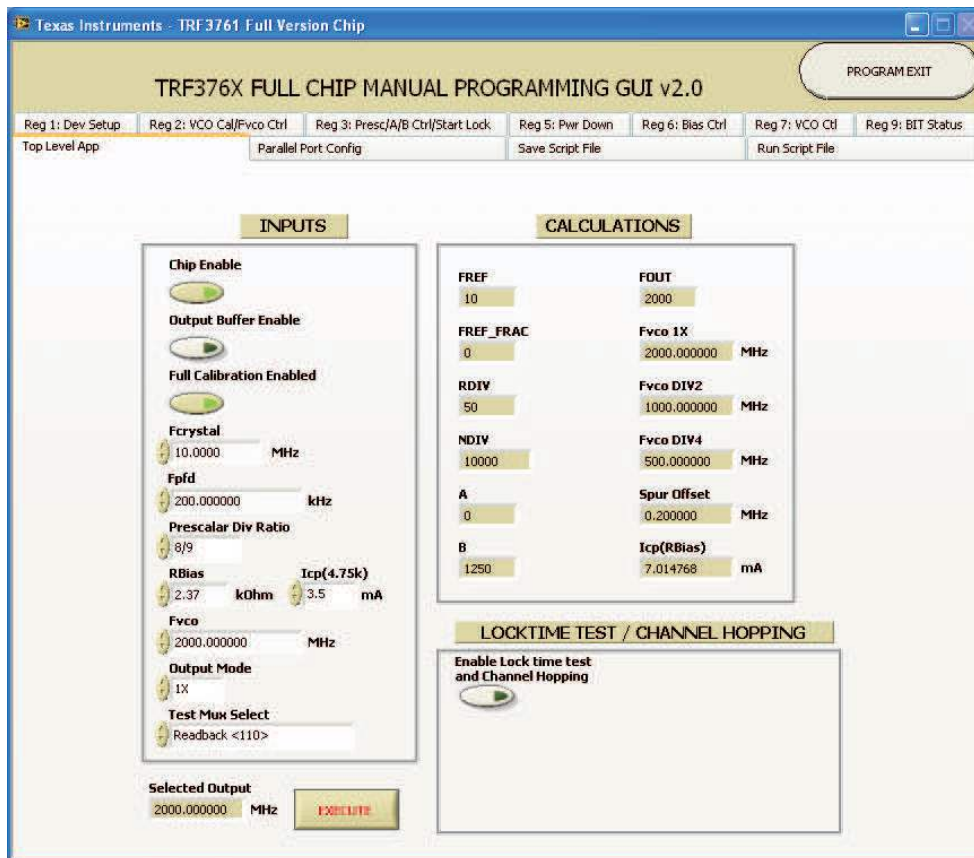 Texas Instruments - TRF3761 Full Version Chip
TRF376X FULL CHIP MANUAL PROGRAMMING GUI v2.0
PROGRAM EXIT
Reg 1: Dev Setup Reg 2: VCO Cal/Fvco Ctrl Reg 3: Presc/A/B Ctrl/Start Lock Reg 5: Pwr Down Reg 6: Bias Ctrl Reg 7: VCO Ctl Reg 9: BIT Status
Top Level App Parallel Port Config Save Script File Run Script File
INPUTS
Chip Enable
Output Buffer Enable
Full Calibration Enabled
Fcrystal
10.0000 MHz
Fpfd
200.000000 kHz
Prescalar Div Ratio
8/9
RBias Icp(4.75k)
2.37 kOhm 3.5 mA
Fvco
2000.000000 MHz
Output Mode
1X
Test Mux Select
Readback <110>
Selected Output
2000.000000 MHz
EXECUTE
CALCULATIONS
FREF FOUT
10 2000
FREF_FRAC Fvco 1X
0 2000.000000 MHz
RDIV Fvco DIV2
50 1000.000000 MHz
NDIV Fvco DIV4
10000 500.000000 MHz
A Spur Offset
0 0.200000 MHz
B Icp(RBias)
1250 7.014768 mA
LOCKTIME TEST / CHANNEL HOPPING
Enable Lock time test
and Channel Hopping